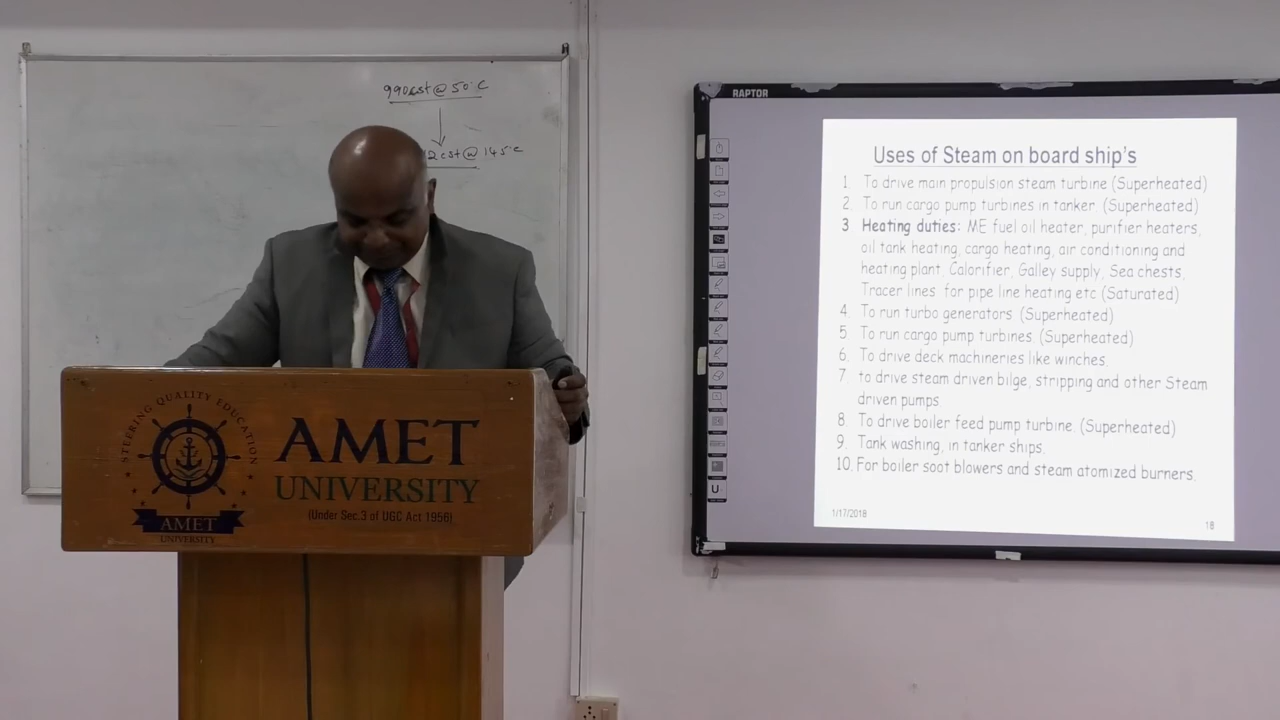 990cst @ 50°C
12cst @ 145°C
RAPTOR
Uses of Steam on board ship's
1. To drive main propulsion steam turbine (Superheated)
2. To run cargo pump turbines in tanker. (Superheated)
3 Heating duties: ME fuel oil heater, purifier heaters,
oil tank heating, cargo heating, air conditioning and
heating plant. Calorifier, Galley supply, Sea chests,
Tracer lines for pipe line heating etc (Saturated)
4. To run turbo generators. (Superheated)
5. To run cargo pump turbines. (Superheated)
6. To drive deck machineries like winches.
7 to drive steam driven bilge, stripping and other Steam
driven pumps
8. To drive boiler feed pump turbine. (Superheated)
9. Tank washing, in tanker ships.
10. For boiler soot blowers and steam atomized burners.
1/17/2018
18
STEERING QUALITY EDUCATION
AMET
UNIVERSITY
AMET
UNIVERSITY
(Under Sec.3 of UGC Act 1956)